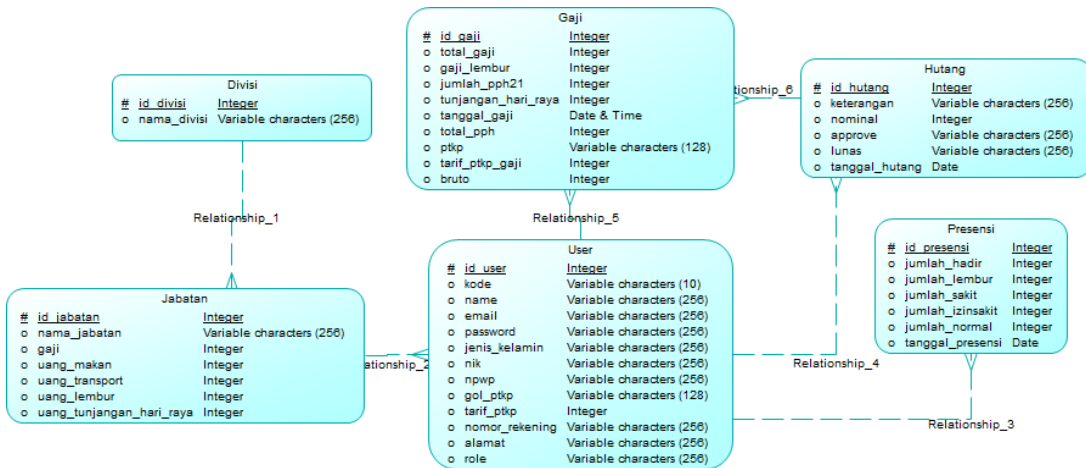 Gaji
# id_gaji Integer
o total_gaji Integer
o gaji_lembur Integer
o jumlah_pph21 Integer
o tunjangan_hari_raya Integer
o tanggal_gaji Date & Time
o total_pph Integer
o ptkp Variable characters (128)
o tarif_ptkp_gaji Integer
o bruto Integer
Divisi
# id_divisi Integer
o nama_divisi Variable characters (256)
tionship_6
Hutang
# id_hutang Integer
o keterangan Variable characters (256)
o nominal Integer
o approve Variable characters (256)
o lunas Variable characters (256)
o tanggal_hutang Date
Relationship_1
Relationship_5
Presensi
# id_presensi Integer
o jumlah_hadir Integer
o jumlah_lembur Integer
o jumlah_sakit Integer
o jumlah_izinsakit Integer
o jumlah_normal Integer
o tanggal_presensi Date
User
# id_user Integer
o kode Variable characters (10)
o name Variable characters (256)
o email Variable characters (256)
o password Variable characters (256)
o jenis_kelamin Variable characters (256)
o nik Variable characters (256)
o npwp Variable characters (256)
o gol_ptkp Variable characters (128)
o tarif_ptkp Integer
o nomor_rekening Variable characters (256)
o alamat Variable characters (256)
o role Variable characters (256)
Jabatan
# id_jabatan Integer
o nama_jabatan Variable characters (256)
o gaji Integer
o uang_makan Integer
o uang_transport Integer
o uang_lembur Integer
o uang_tunjangan_hari_raya Integer
ationship_2
Relationship_4
Relationship_3